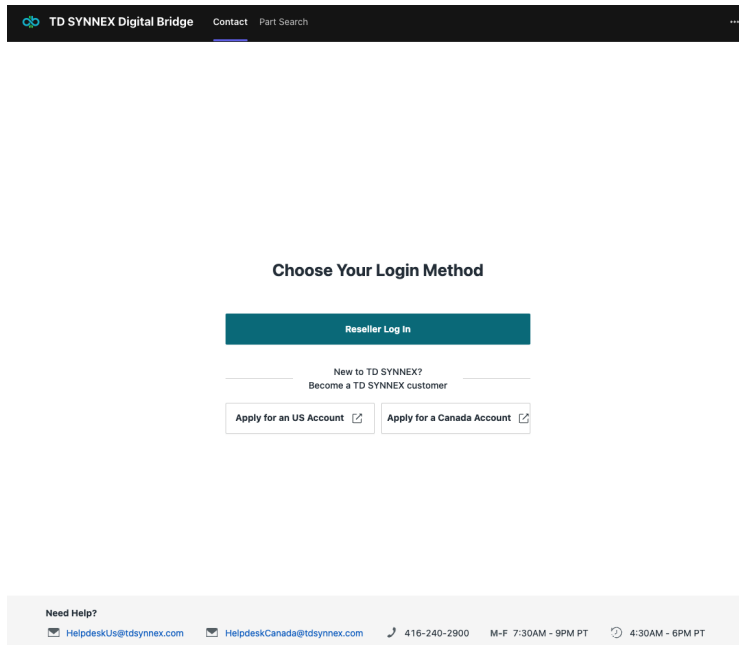 TD SYNNEX Digital Bridge Contact Part Search ...
Choose Your Login Method
Reseller Log In
New to TD SYNNEX?
Become a TD SYNNEX customer
Apply for an US Account Apply for a Canada Account
Need Help?
HelpdeskUs@tdsynnex.com HelpdeskCanada@tdsynnex.com 416-240-2900 M-F 7:30AM - 9PM PT 4:30AM - 6PM PT